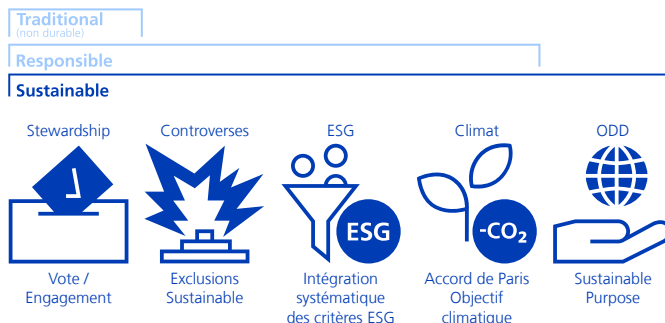 Traditional
(non durable)
Responsible
Sustainable
Stewardship
Controverses
ESG
Climat
ODD
ESG
-CO₂
Vote /
Engagement
Exclusions
Sustainable
Intégration
systématique
des critères ESG
Accord de Paris
Objectif
climatique
Sustainable
Purpose